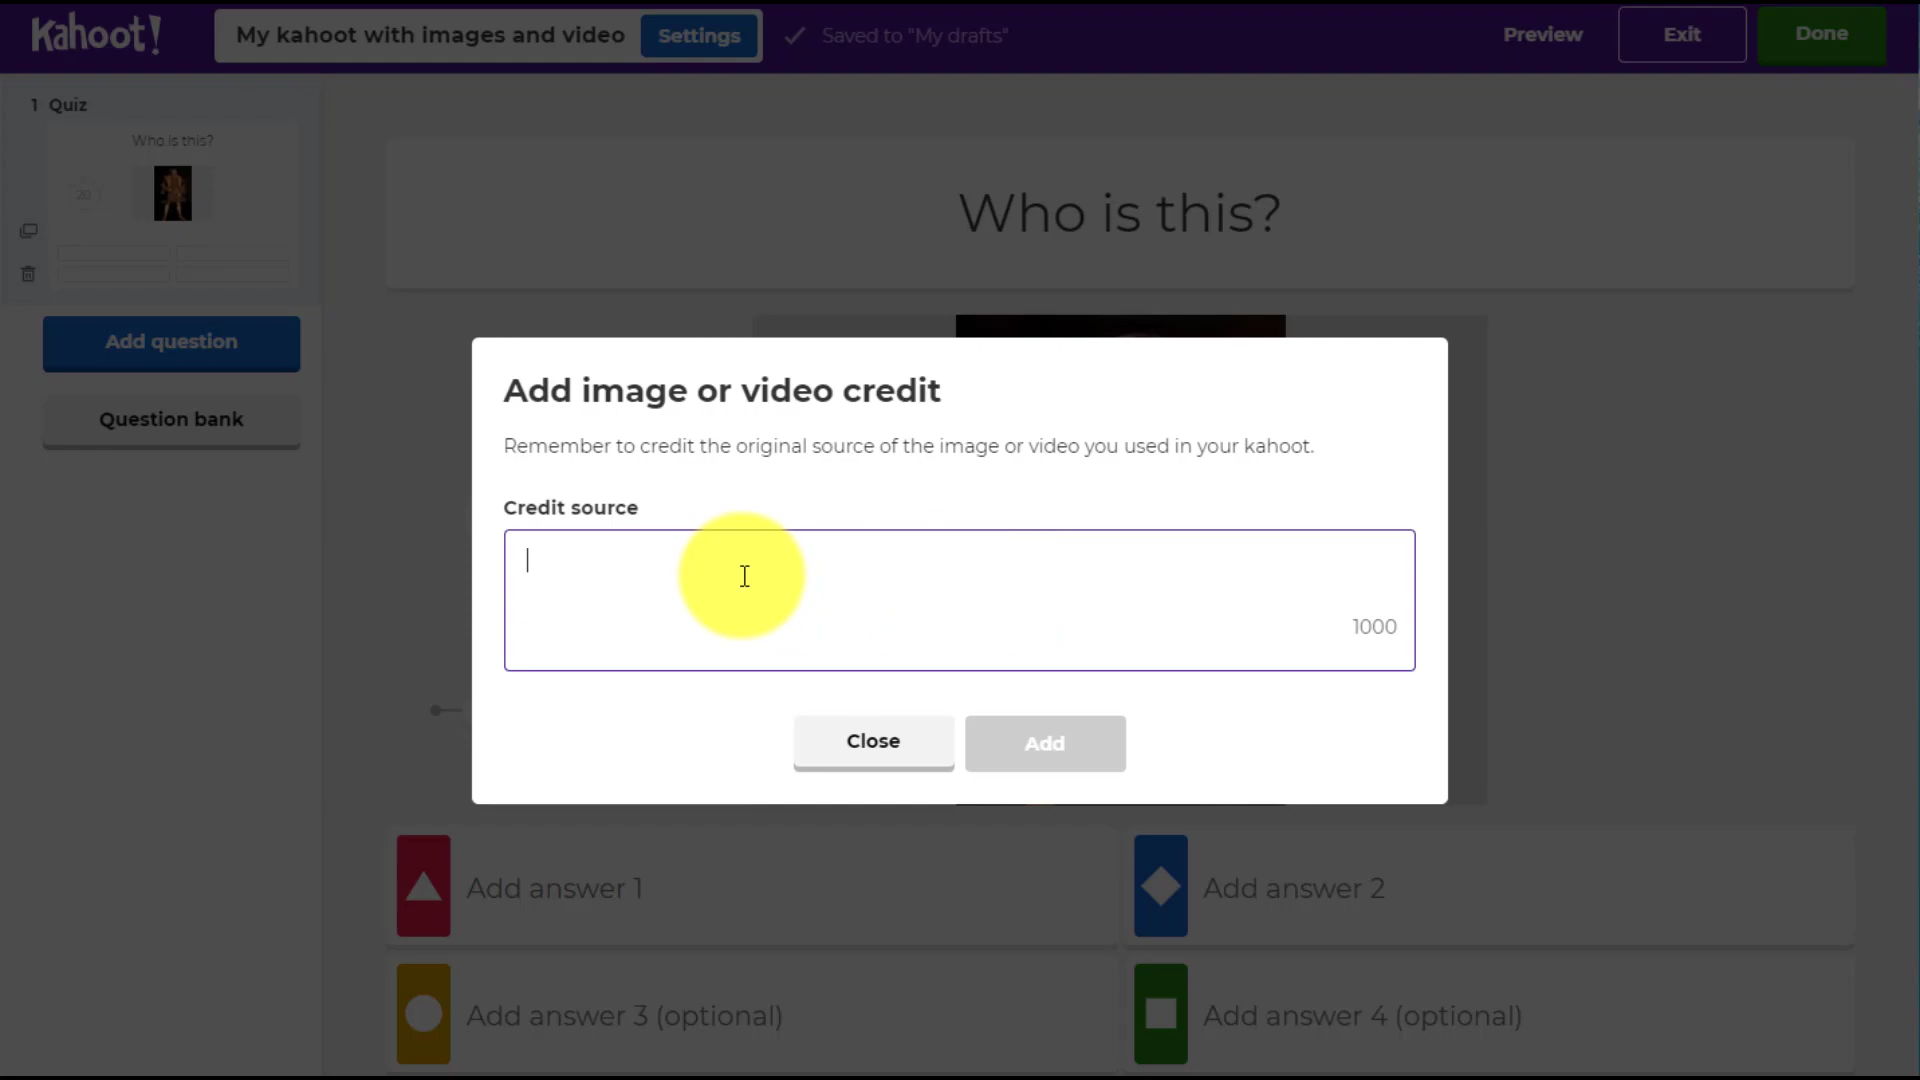 Kahoot!
My kahoot with images and video
Settings
Saved to "My drafts"
Preview
Exit
Done
1 Quiz
Who is this?
20
Add question
Question bank
Who is this?
Add image or video credit
Remember to credit the original source of the image or video you used in your kahoot.
Credit source
1000
Close
Add
Add answer 1
Add answer 2
Add answer 3 (optional)
Add answer 4 (optional)